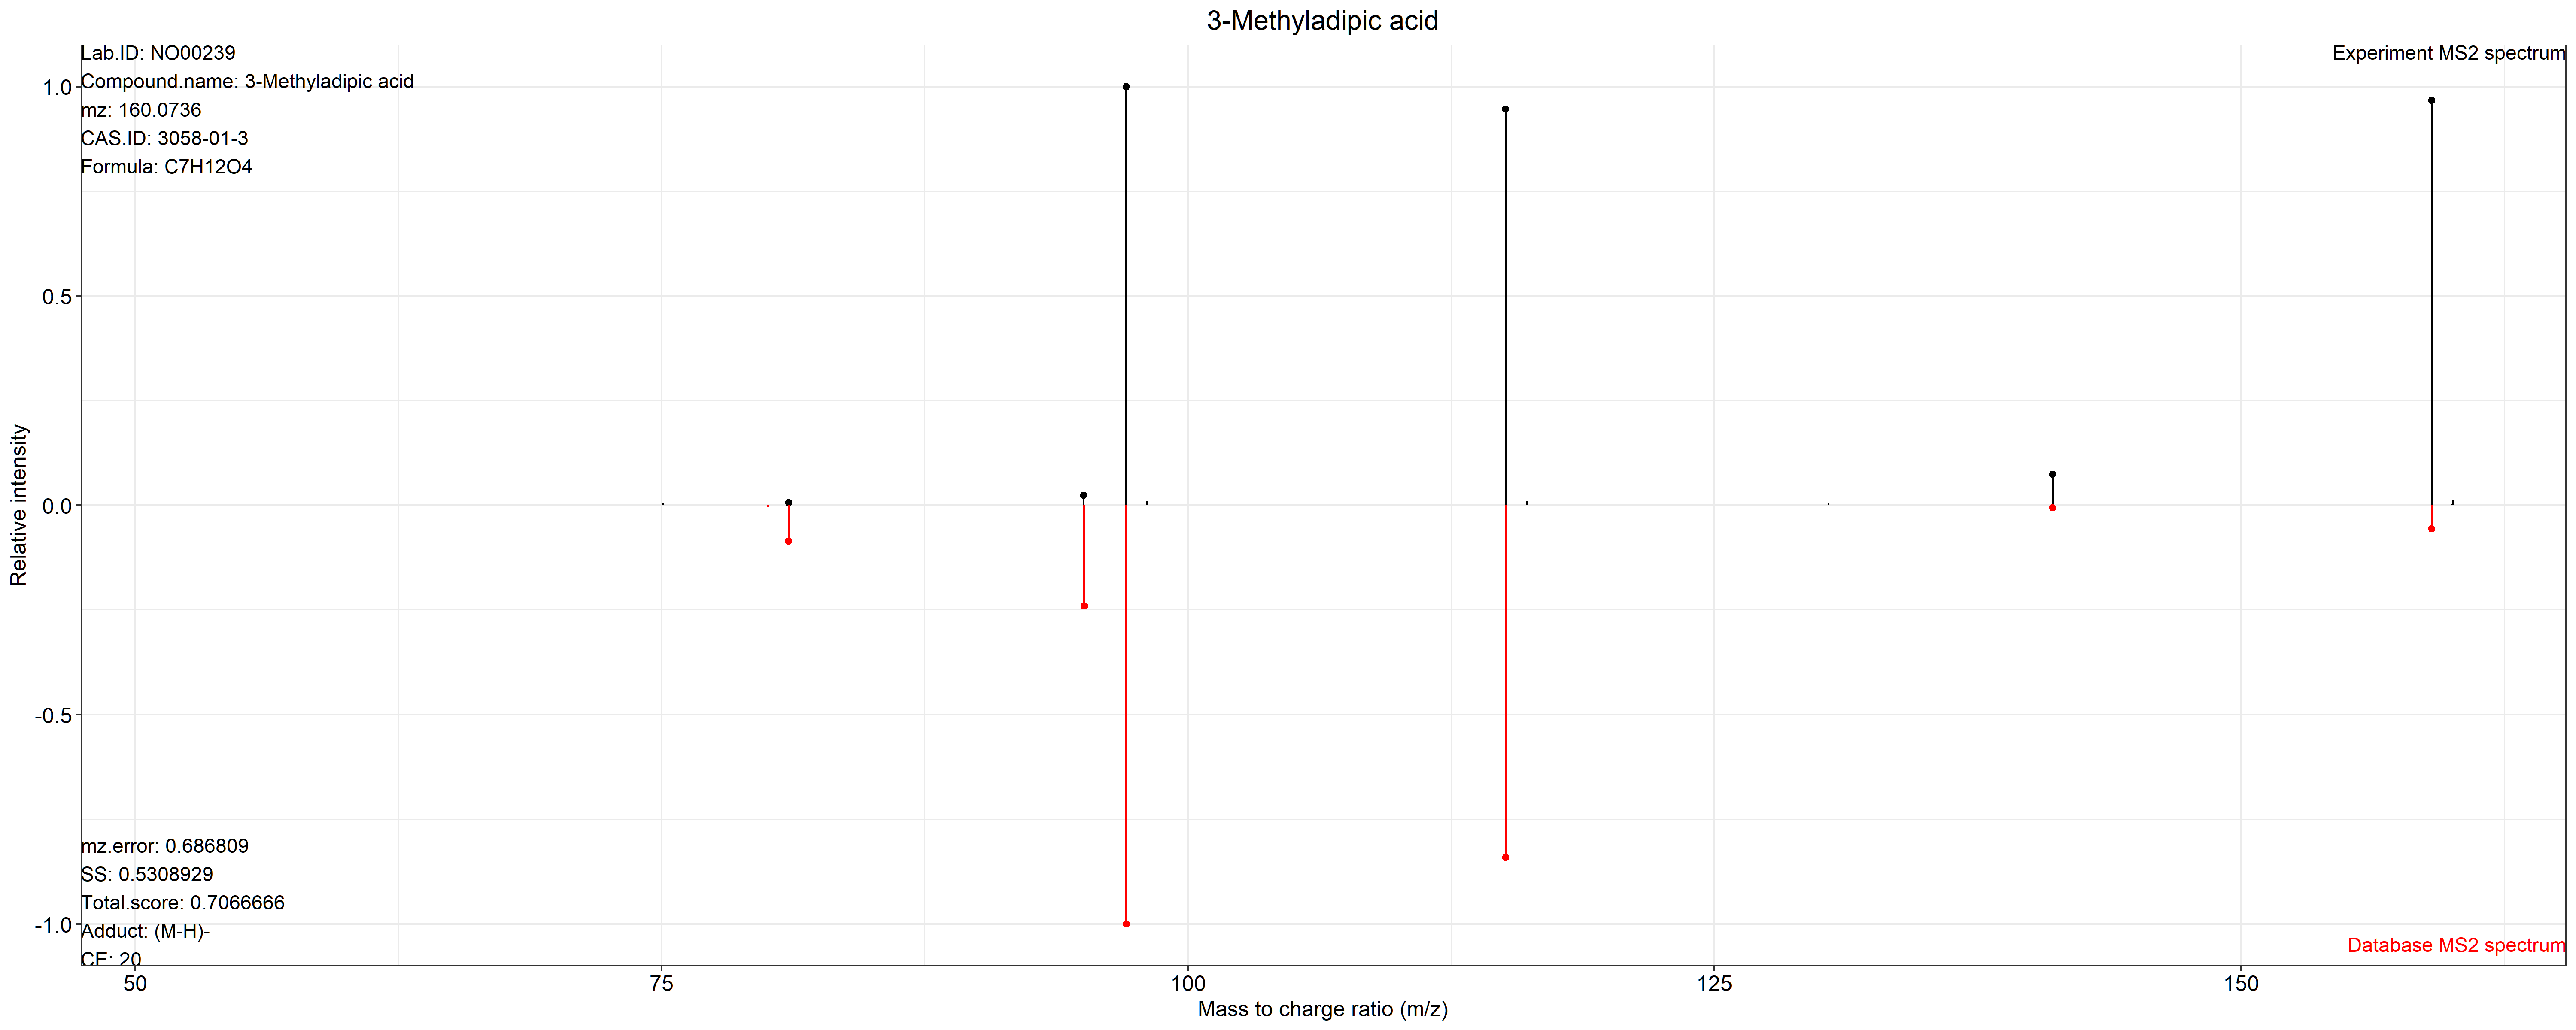 3-Methyladipic acid
Lab.ID: NO00239
Compound.name: 3-Methyladipic acid
mz: 160.0736
CAS.ID: 3058-01-3
Formula: C7H12O4
Experiment MS2 spectrum
1.0
0.5
0.0
-0.5
-1.0
Relative intensity
mz.error: 0.686809
SS: 0.5308929
Total.score: 0.7066666
Adduct: (M-H)-
CE: 20
Database MS2 spectrum
50 75 100 125 150
Mass to charge ratio (m/z)